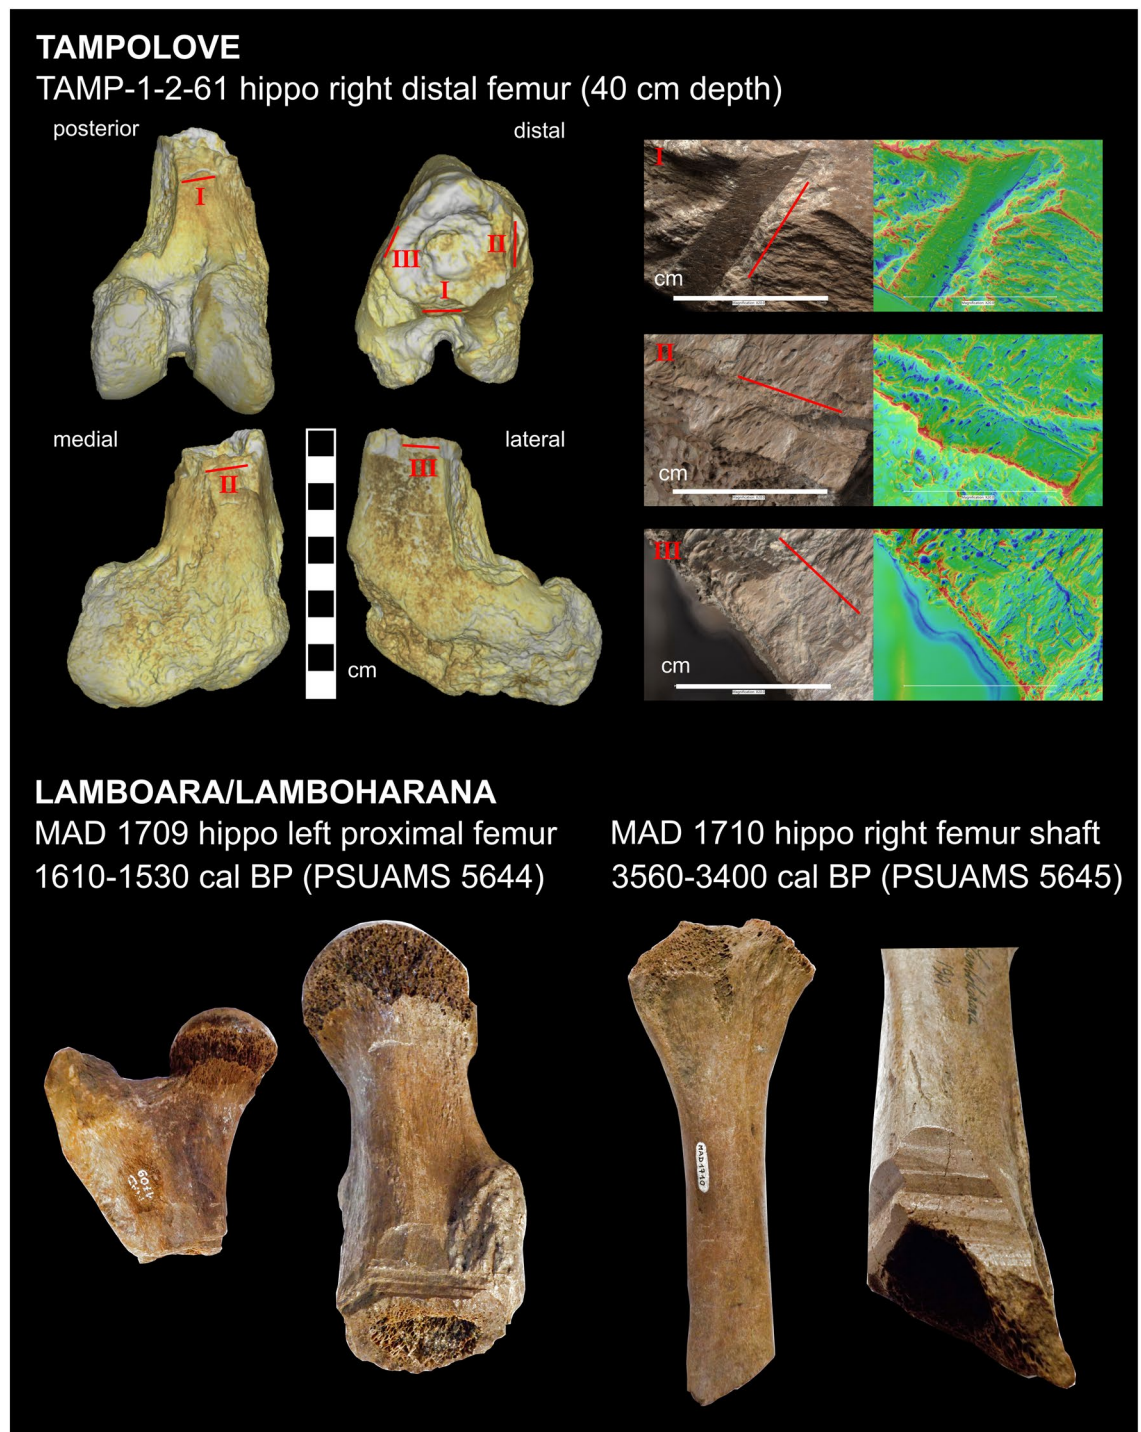 TAMPOLOVE
TAMP-1-2-61 hippo right distal femur (40 cm depth)
posterior
distal
I
III
II
I
medial
lateral
II
III
cm
I
cm
II
cm
III
cm
LAMBOARA/LAMBOHARANA
MAD 1709 hippo left proximal femur
1610-1530 cal BP (PSUAMS 5644)
MAD 1710 hippo right femur shaft
3560-3400 cal BP (PSUAMS 5645)
1709
MAD-1710